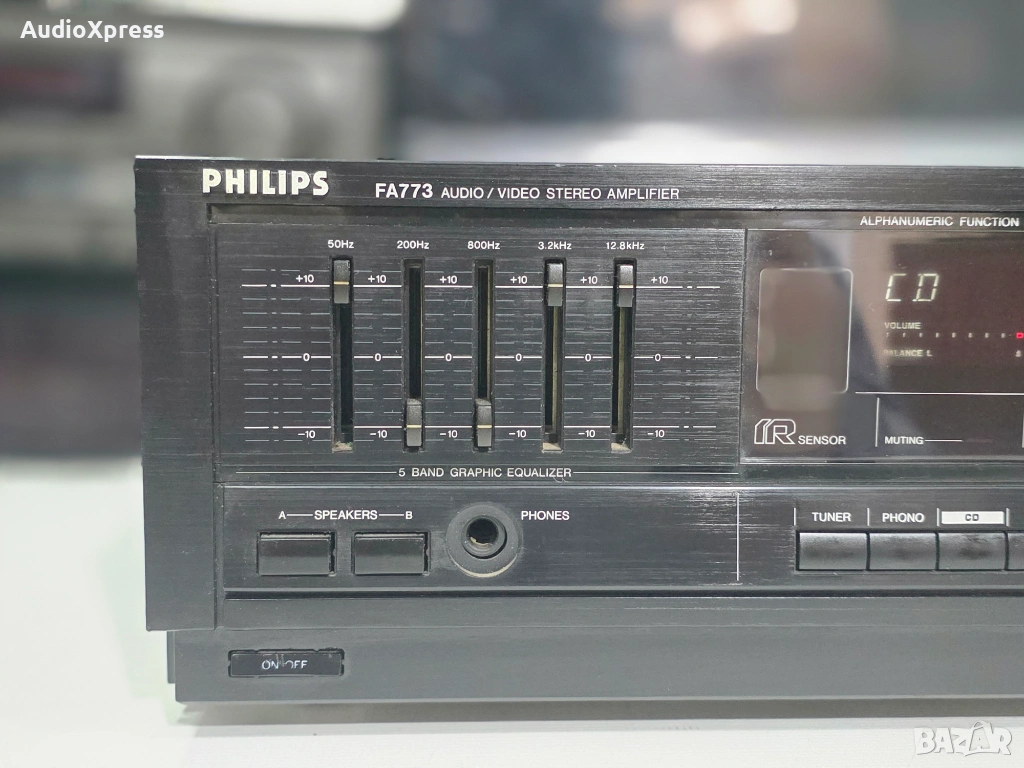 AudioXpress
PHILIPS FA773 AUDIO / VIDEO STEREO AMPLIFIER
ALPHANUMERIC FUNCTION
50Hz 200Hz 800Hz 3.2kHz 12.8kHz
+10 +10 +10 +10 +10 +10
0 0 0 0 0 0
-10 -10 -10 -10 -10 -10
5 BAND GRAPHIC EQUALIZER
CD
VOLUME
BALANCE L
IR SENSOR
MUTING
A SPEAKERS B
PHONES
TUNER PHONO CD
ON OFF
BAZAR